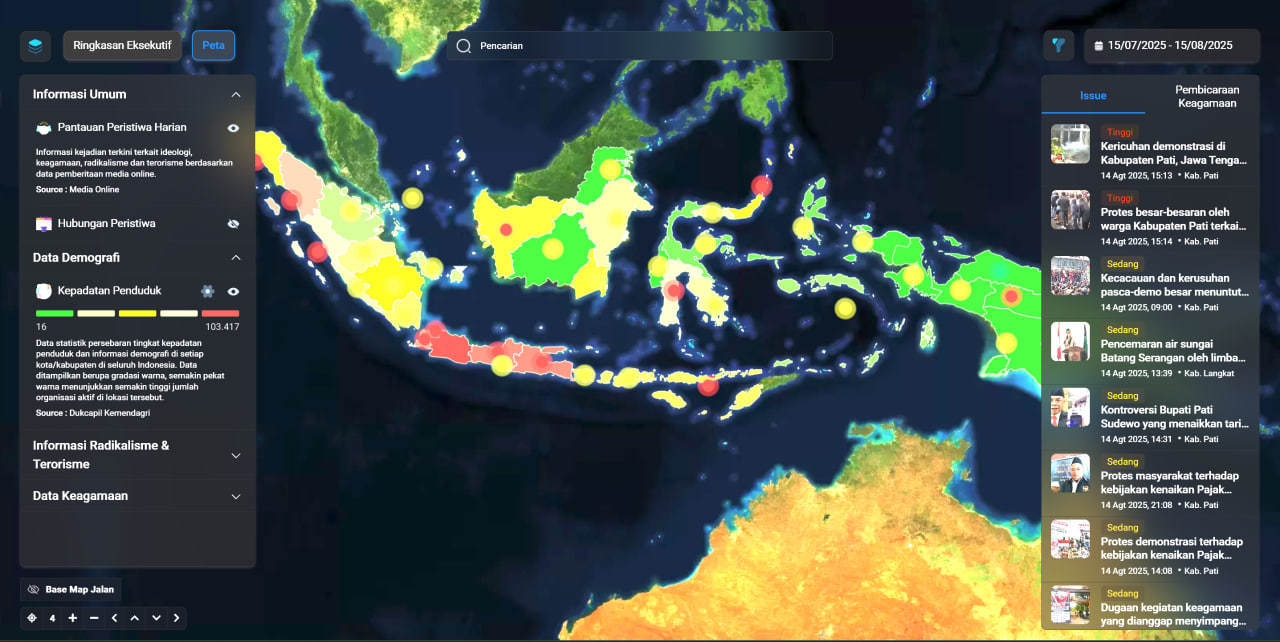 Ringkasan Eksekutif
Peta
Pencarian
15/07/2025 - 15/08/2025
Informasi Umum
Pantauan Peristiwa Harian
Informasi kejadian terkini terkait ideologi,
keagamaan, radikalisme dan terorisme berdasarkan
data pemberitaan media online.
Source : Media Online
Hubungan Peristiwa
Data Demografi
Kepadatan Penduduk
16
103.417
Data statistik persebaran tingkat kepadatan
penduduk dan informasi demografi di setiap
kota/kabupaten di seluruh Indonesia. Data
ditampilkan berupa gradasi warna, semakin pekat
warna menunjukkan semakin tinggi jumlah
organisasi aktif di lokasi tersebut.
Source : Dukcapil Kemendagri
Informasi Radikalisme &
Terorisme
Data Keagamaan
Base Map Jalan
4
Issue
Pembicaraan
Keagamaan
Tinggi
Kericuhan demonstrasi di
Kabupaten Pati, Jawa Tenga...
14 Agt 2025, 15:13 • Kab. Pati
Tinggi
Protes besar-besaran oleh
warga Kabupaten Pati terkai...
14 Agt 2025, 15:14 • Kab. Pati
Sedang
Kecacauan dan kerusuhan
pasca-demo besar menuntut...
14 Agt 2025, 09:00 • Kab. Pati
Sedang
Pencemaran air sungai
Batang Serangan oleh limba...
14 Agt 2025, 13:39 • Kab. Langkat
Sedang
Kontroversi Bupati Pati
Sudewo yang menaikkan tari...
14 Agt 2025, 14:31 • Kab. Pati
Sedang
Protes masyarakat terhadap
kebijakan kenaikan Pajak...
14 Agt 2025, 21:08 • Kab. Pati
Sedang
Protes demonstrasi terhadap
kebijakan kenaikan Pajak...
14 Agt 2025, 14:08 • Kab. Pati
Sedang
Dugaan kegiatan keagamaan
yang dianggap menyimpang...